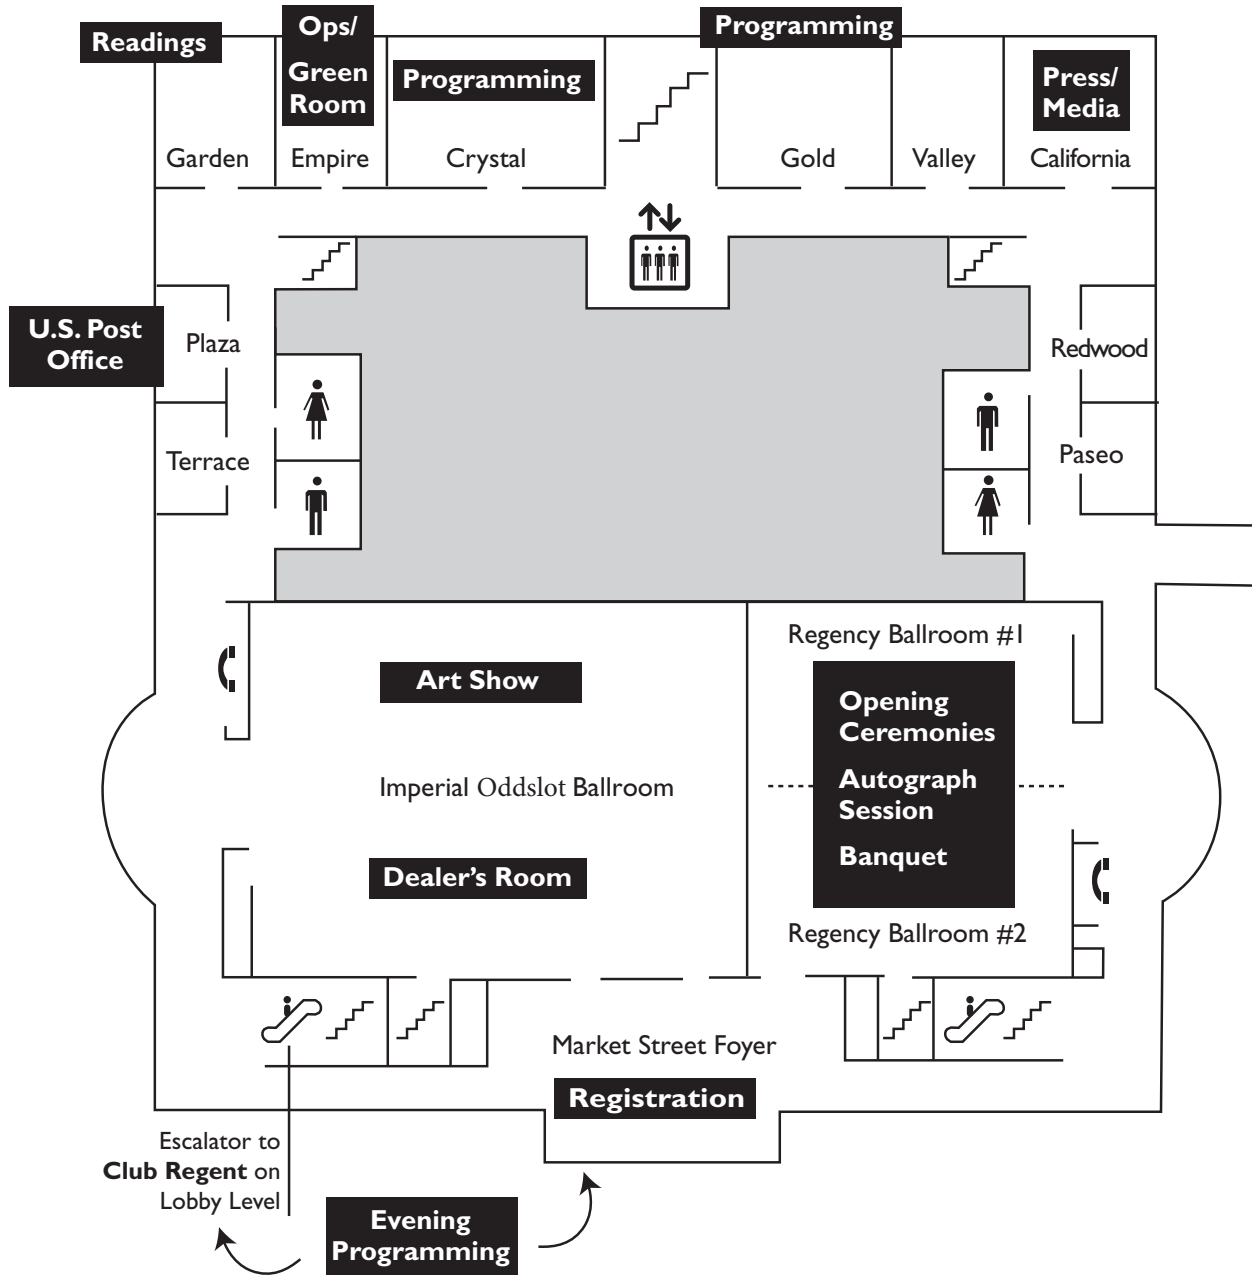 Readings
Ops/
Green
Room
Programming
Programming
Press/
Media
Garden
Empire
Crystal
Gold
Valley
California
U.S. Post
Office
Plaza
Redwood
Terrace
Paseo
Regency Ballroom #1
Art Show
Opening
Ceremonies
Imperial Oddslot Ballroom
Autograph
Session
Banquet
Dealer's Room
Regency Ballroom #2
Market Street Foyer
Registration
Escalator to
Club Regent on
Lobby Level
Evening
Programming